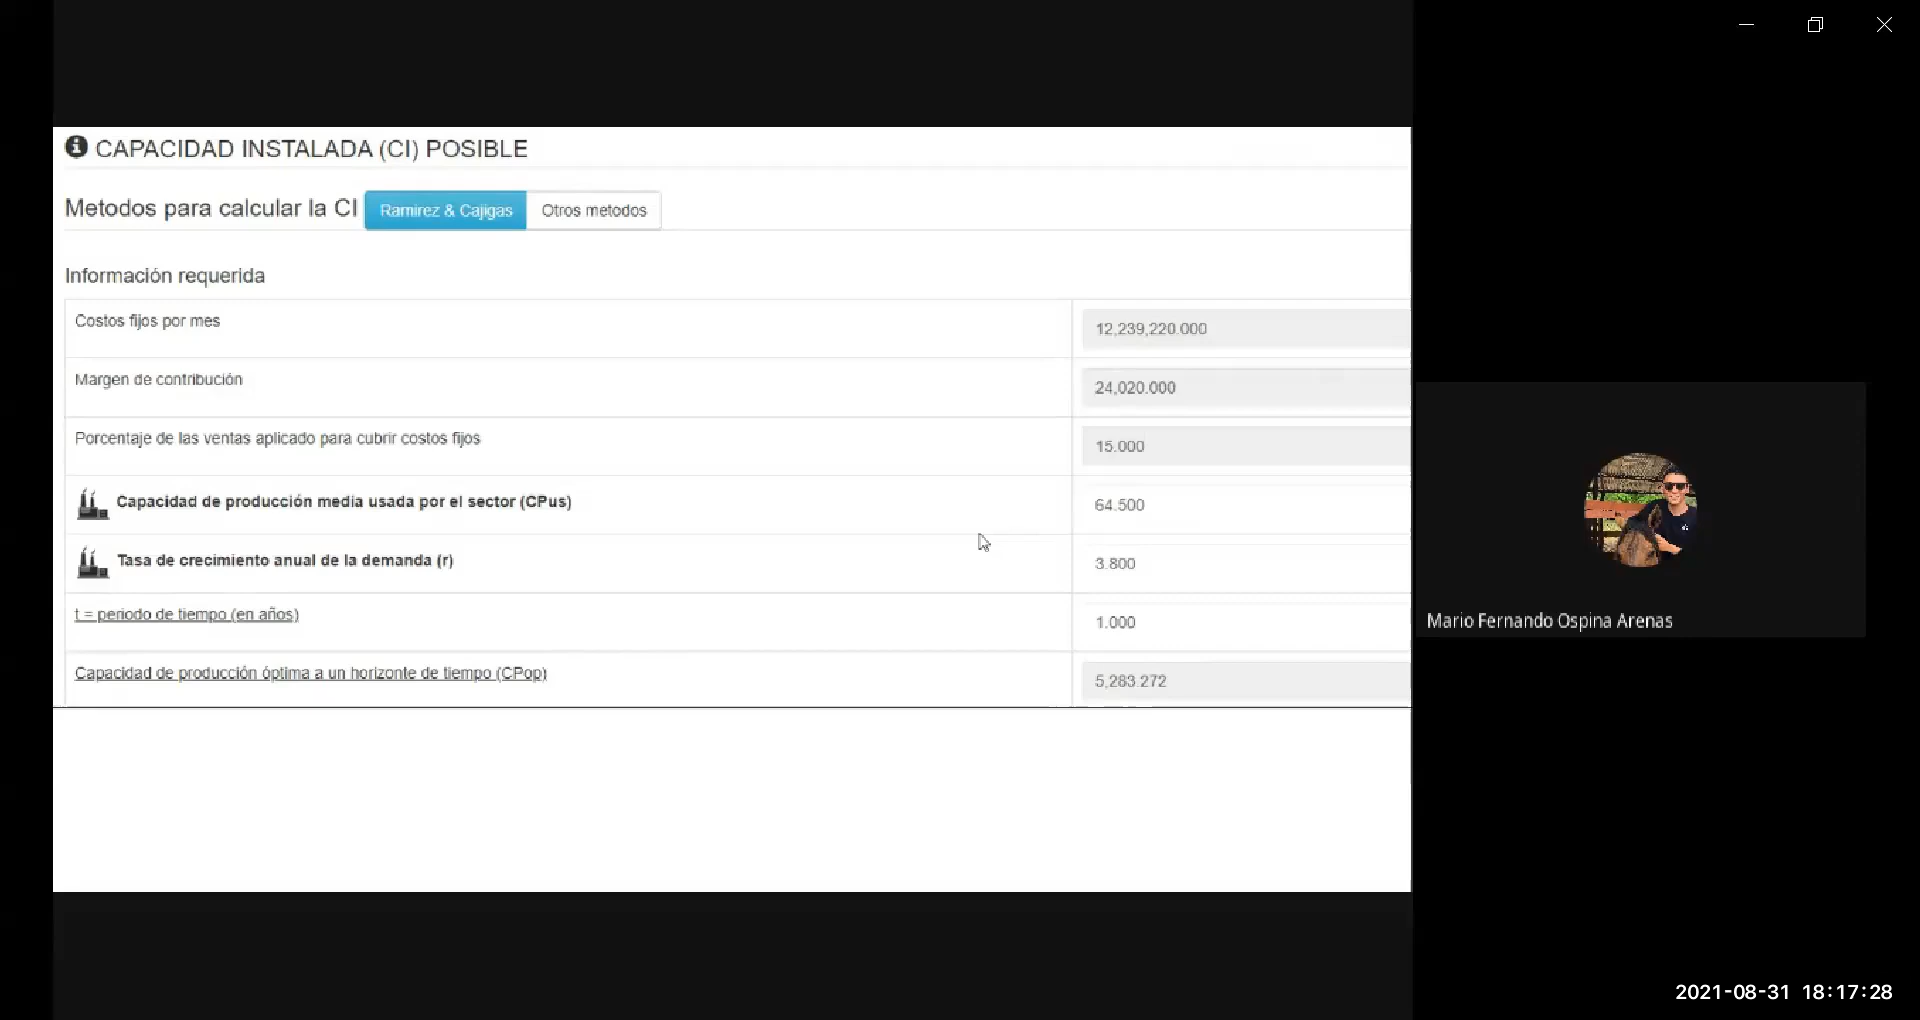 CAPACIDAD INSTALADA (CI) POSIBLE
Metodos para calcular la CI Ramirez & Cajigas Otros metodos
Información requerida
Costos fijos por mes 12,239,220.000
Margen de contribución 24,020.000
Porcentaje de las ventas aplicado para cubrir costos fijos 15.000
Capacidad de producción media usada por el sector (CPus) 64.500
Tasa de crecimiento anual de la demanda (r) 3.800
t = periodo de tiempo (en años) 1.000
Capacidad de producción óptima a un horizonte de tiempo (CPop) 5,283.272
Mario Fernando Ospina Arenas
2021-08-31 18:17:28